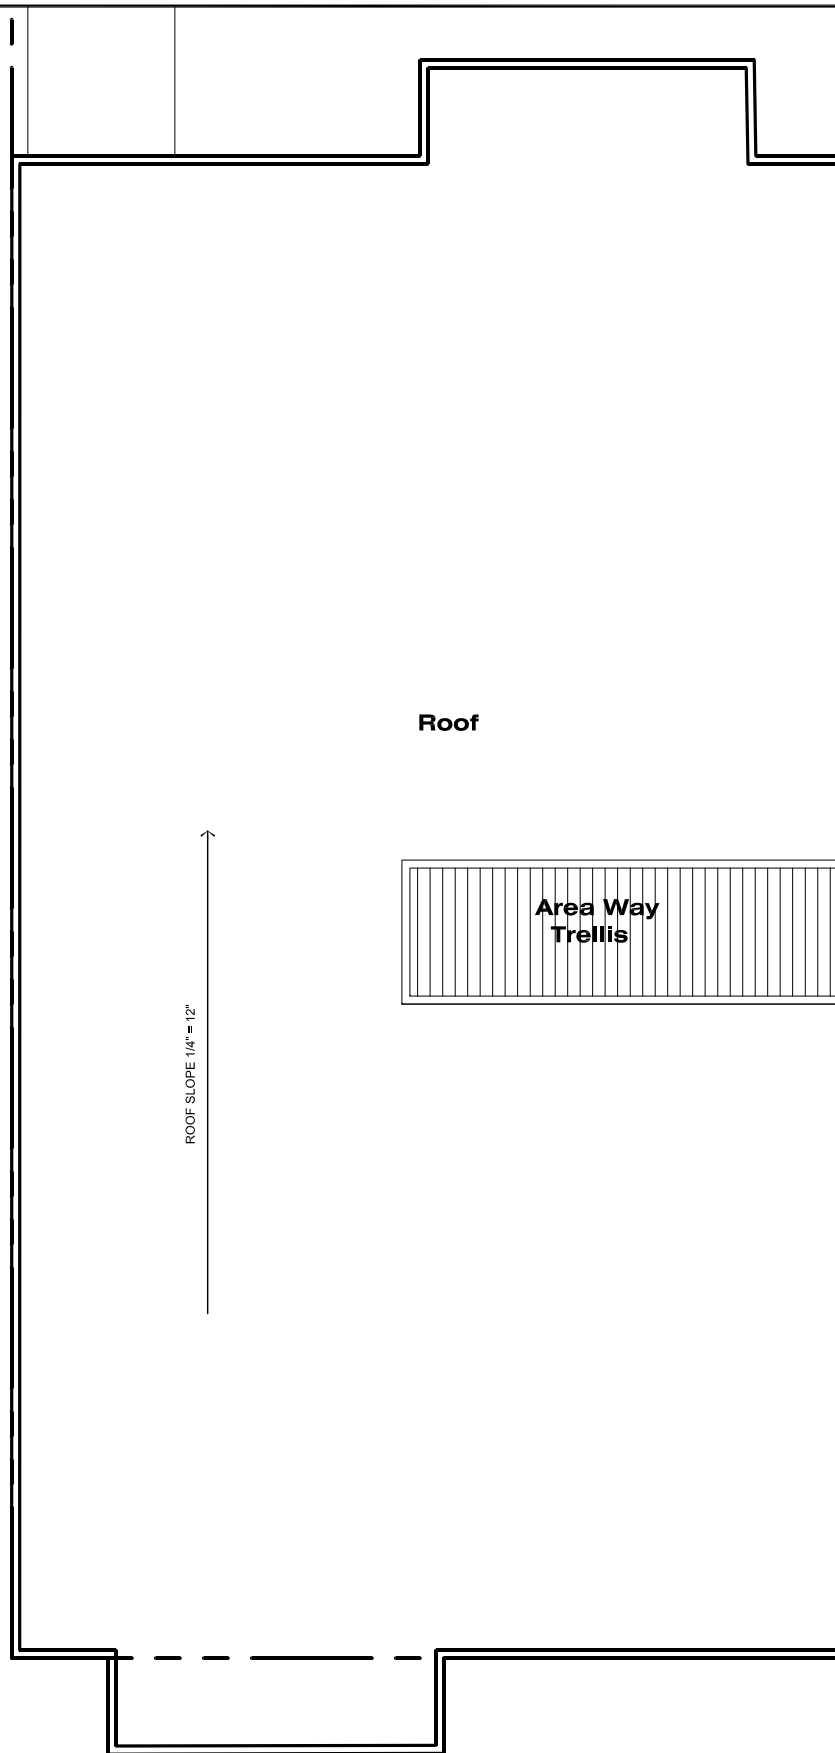 Roof
Area Way
Trellis
ROOF SLOPE 1/4" = 12"